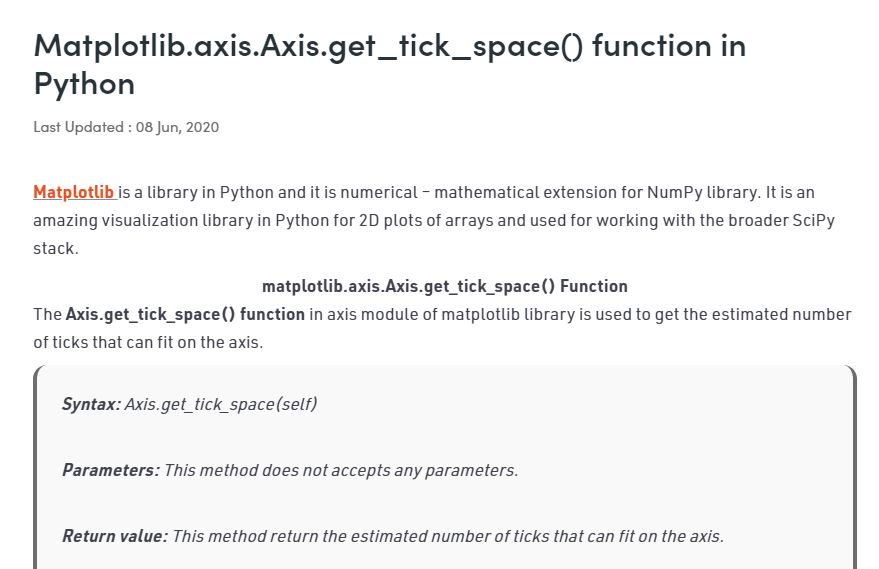 Matplotlib.axis.Axis.get_tick_space() function in
Python
Last Updated : 08 Jun, 2020
Matplotlib is a library in Python and it is numerical – mathematical extension for NumPy library. It is an
amazing visualization library in Python for 2D plots of arrays and used for working with the broader SciPy
stack.
matplotlib.axis.Axis.get_tick_space() Function
The Axis.get_tick_space() function in axis module of matplotlib library is used to get the estimated number
of ticks that can fit on the axis.
Syntax: Axis.get_tick_space(self)
Parameters: This method does not accepts any parameters.
Return value: This method return the estimated number of ticks that can fit on the axis.